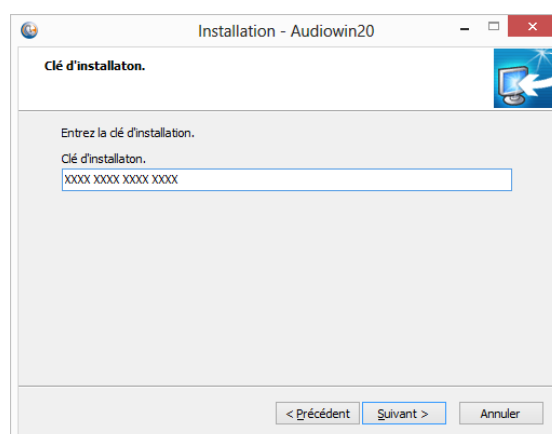 Installation - Audiowin20
Clé d'installaton.
Entrez la clé d'installation.
Clé d'installaton.
XXXX XXXX XXXX XXXX
< Précédent
Suivant >
Annuler